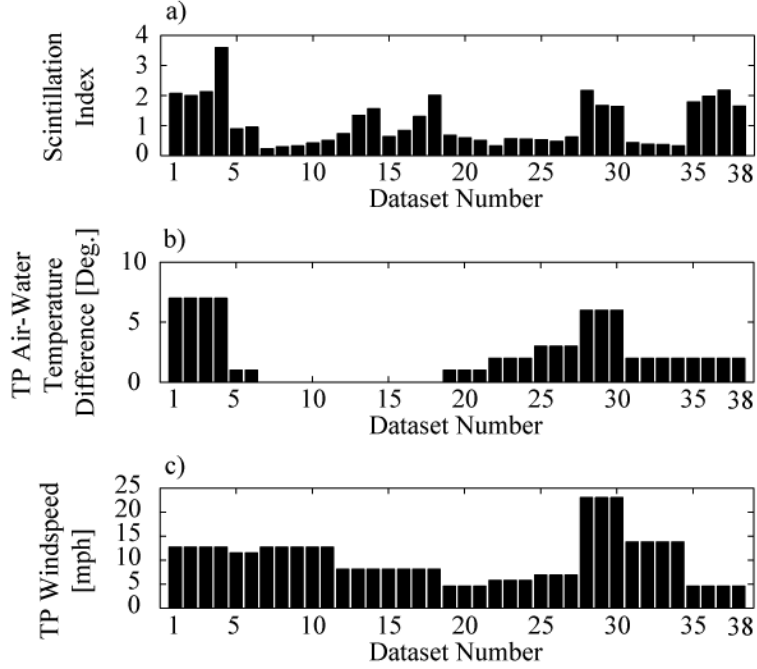 a)
Scintillation
Index
4
3
2
1
0
1 5 10 15 20 25 30 35 38
Dataset Number
b)
TP Air-Water
Temperature
Difference [Deg.]
10
5
0
1 5 10 15 20 25 30 35 38
Dataset Number
c)
TP Windspeed
[mph]
25
20
15
10
5
0
1 5 10 15 20 25 30 35 38
Dataset Number